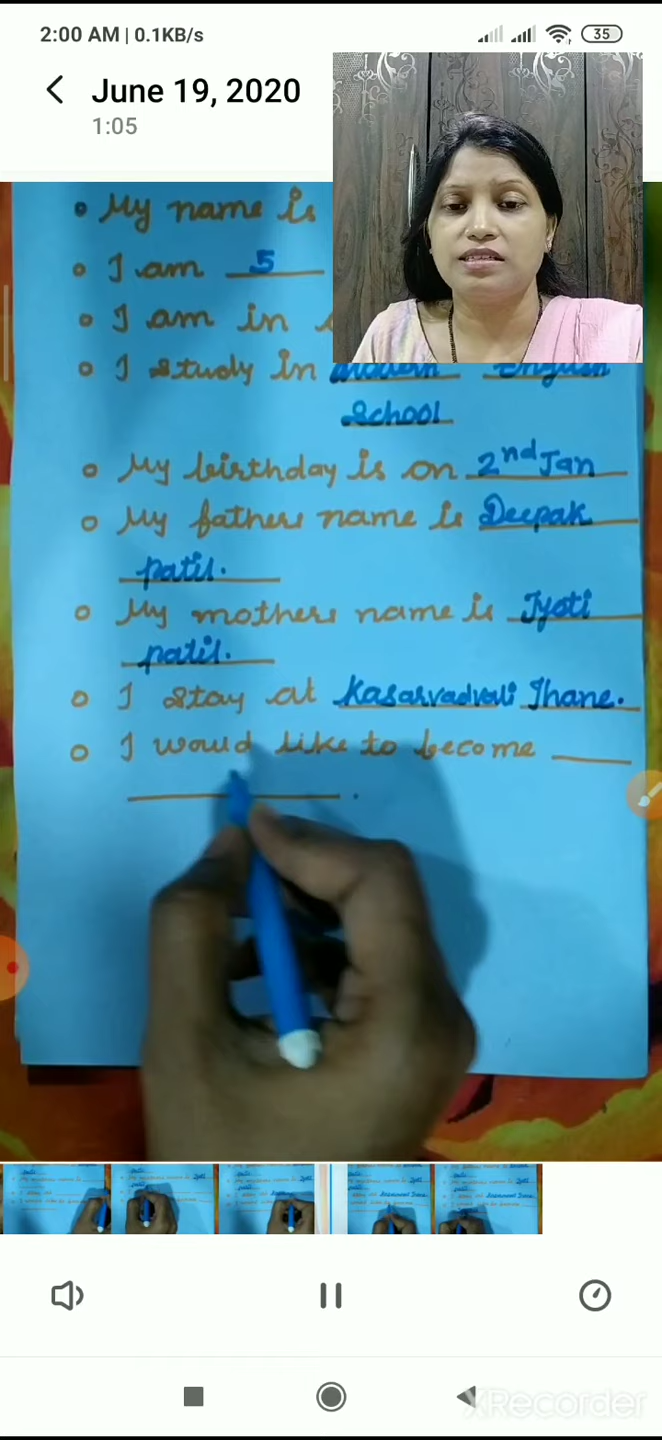 2:00 AM | 0.1KB/s
35
June 19, 2020
1:05
My name is
I am 5
I am in
I study in Modern English
School
My birthday is on 2nd Jan
My fathers name is Deepak
patil.
My mothers name is Jyoti
patil.
I stay at Kasarvadvali Thane.
I would like to become
XRecorder